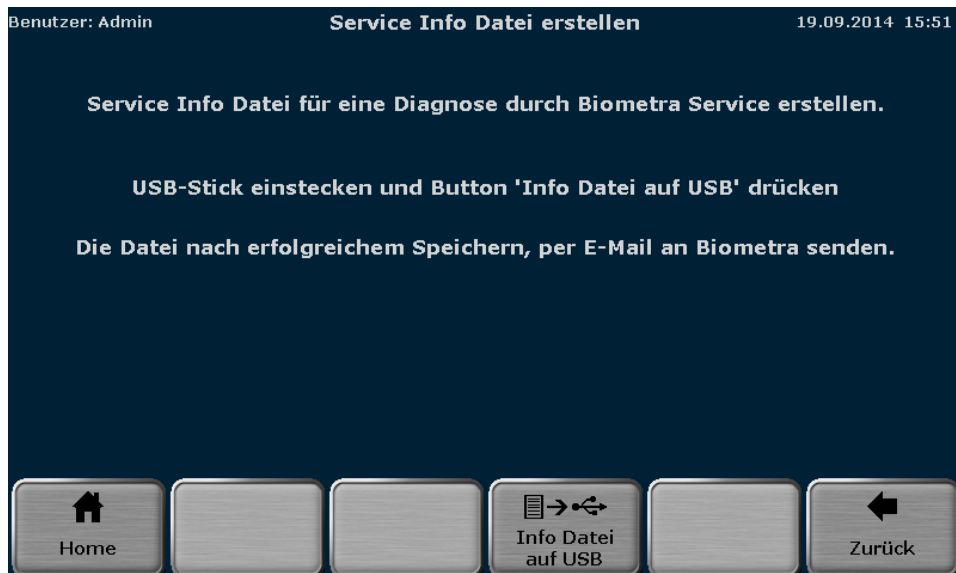 Benutzer: Admin
Service Info Datei erstellen
19.09.2014 15:51
Service Info Datei für eine Diagnose durch Biometra Service erstellen.
USB-Stick einstecken und Button 'Info Datei auf USB' drücken
Die Datei nach erfolgreichem Speichern, per E-Mail an Biometra senden.
Home
Info Datei
auf USB
Zurück